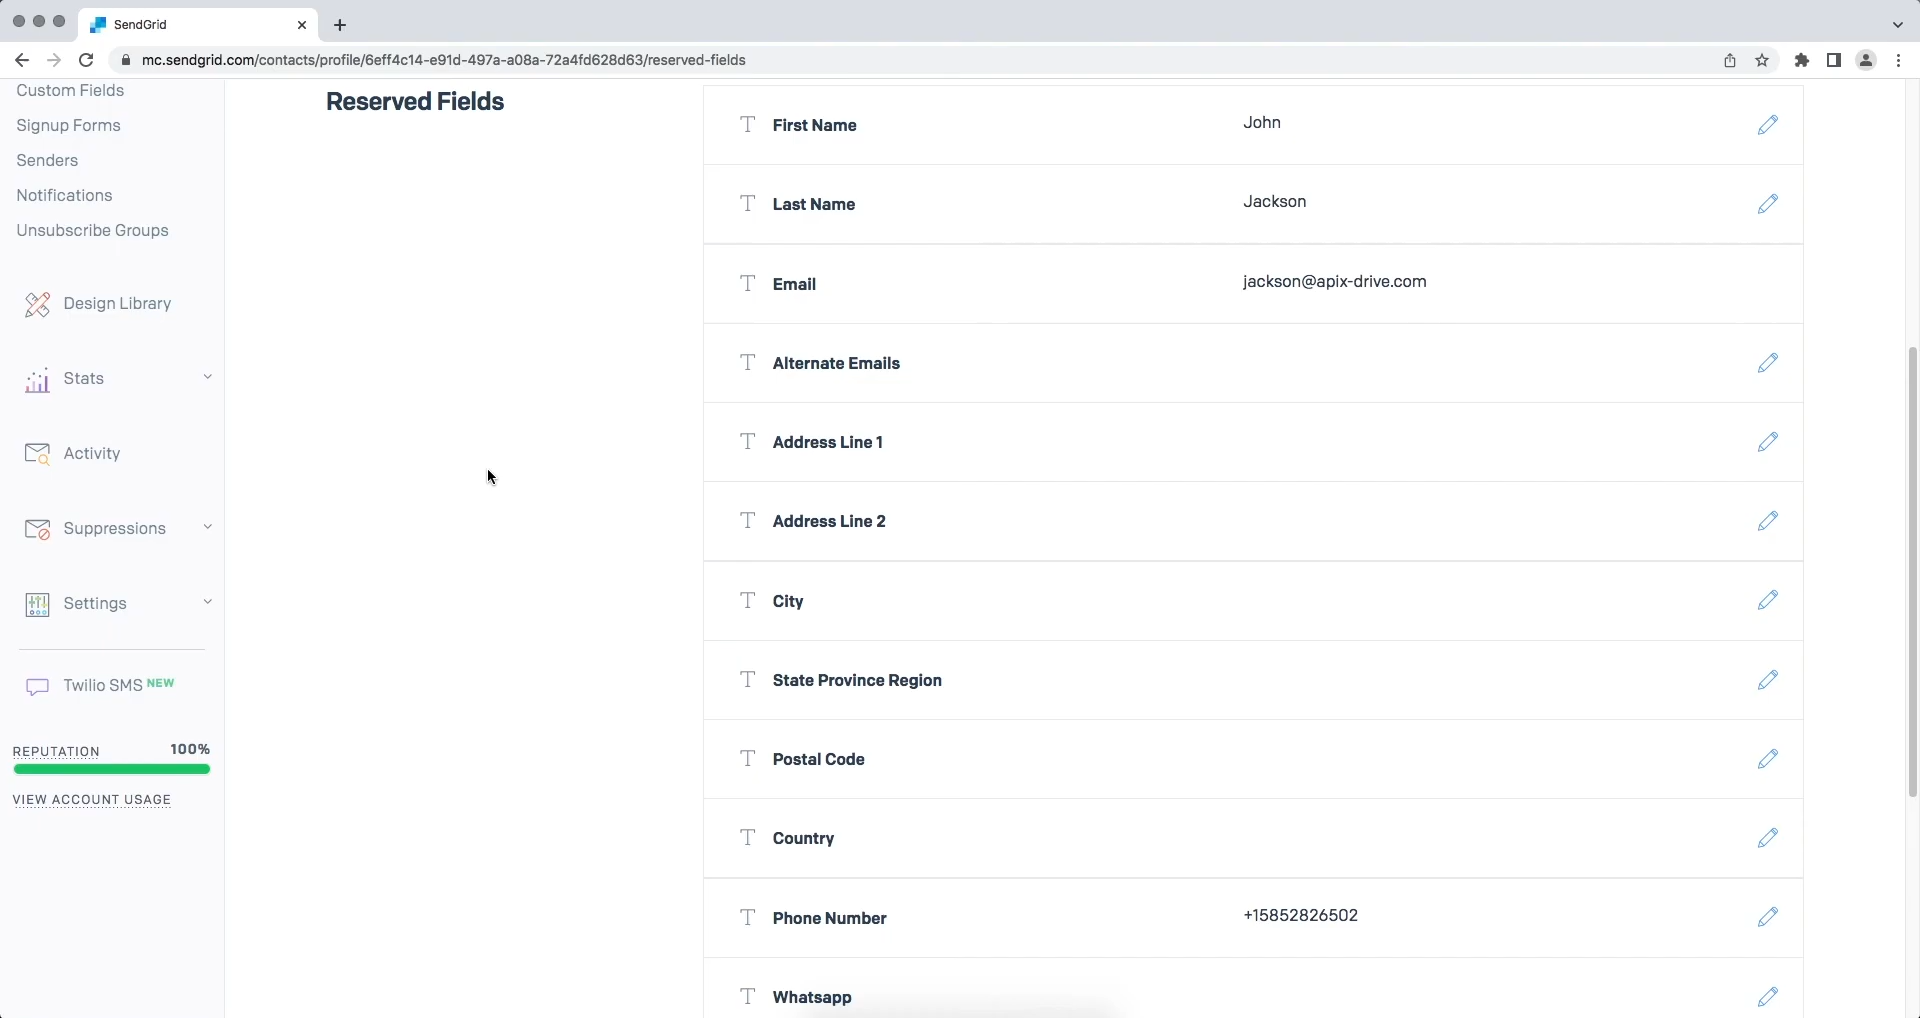 SendGrid
mc.sendgrid.com/contacts/profile/6eff4c14-e91d-497a-a08a-72a4fd628d63/reserved-fields
Custom Fields
Signup Forms
Senders
Notifications
Unsubscribe Groups
Design Library
Stats
Activity
Suppressions
Settings
Twilio SMS NEW
REPUTATION 100%
VIEW ACCOUNT USAGE
Reserved Fields
T First Name John
T Last Name Jackson
T Email jackson@apix-drive.com
T Alternate Emails
T Address Line 1
T Address Line 2
T City
T State Province Region
T Postal Code
T Country
T Phone Number +15852826502
T Whatsapp